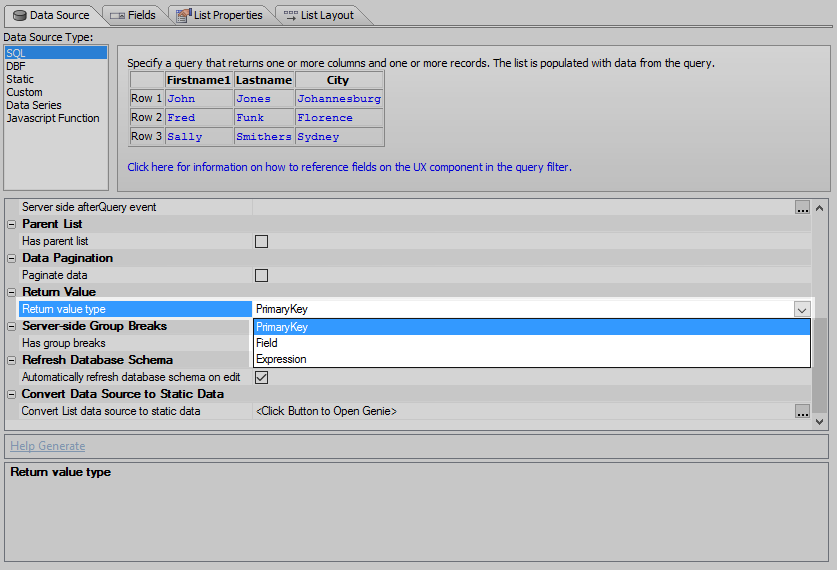 Data Source Fields List Properties List Layout
Data Source Type:
SQL
DBF
Static
Custom
Data Series
Javascript Function
Specify a query that returns one or more columns and one or more records. The list is populated with data from the query.
Firstname1 Lastname City
Row 1 John Jones Johannesburg
Row 2 Fred Funk Florence
Row 3 Sally Smithers Sydney
Click here for information on how to reference fields on the UX component in the query filter.
Server side afterQuery event ...
Parent List
Has parent list
Data Pagination
Paginate data
Return Value
Return value type PrimaryKey
Server-side Group Breaks PrimaryKey
Has group breaks Field
Refresh Database Schema Expression
Automatically refresh database schema on edit
Convert Data Source to Static Data
Convert List data source to static data <Click Button to Open Genie> ...
Help Generate
Return value type